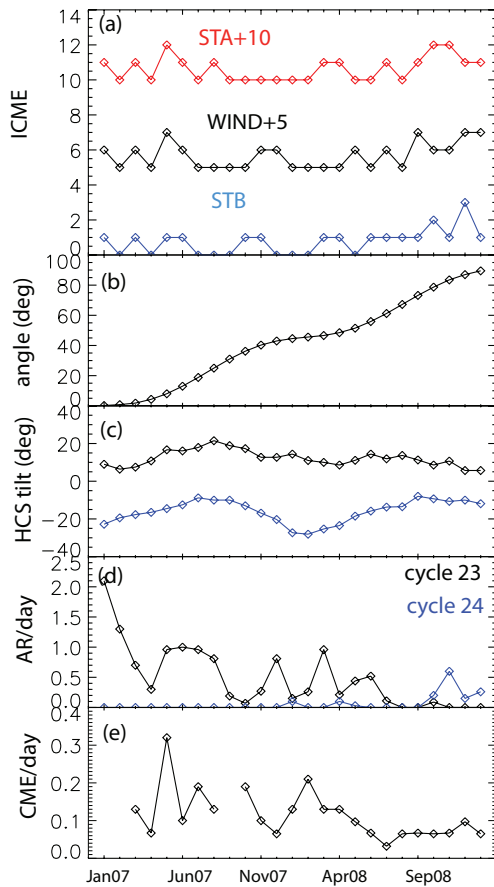 (a)
STA+10
WIND+5
STB
ICME
14
12
10
8
6
4
2
0
(b)
angle (deg)
100
80
60
40
20
0
(c)
HCS tilt (deg)
40
20
0
−20
−40
(d)
cycle 23
cycle 24
AR/day
2.5
2.0
1.5
1.0
0.5
0.0
(e)
CME/day
0.4
0.3
0.2
0.1
0.0
Jan07 Jun07 Nov07 Apr08 Sep08